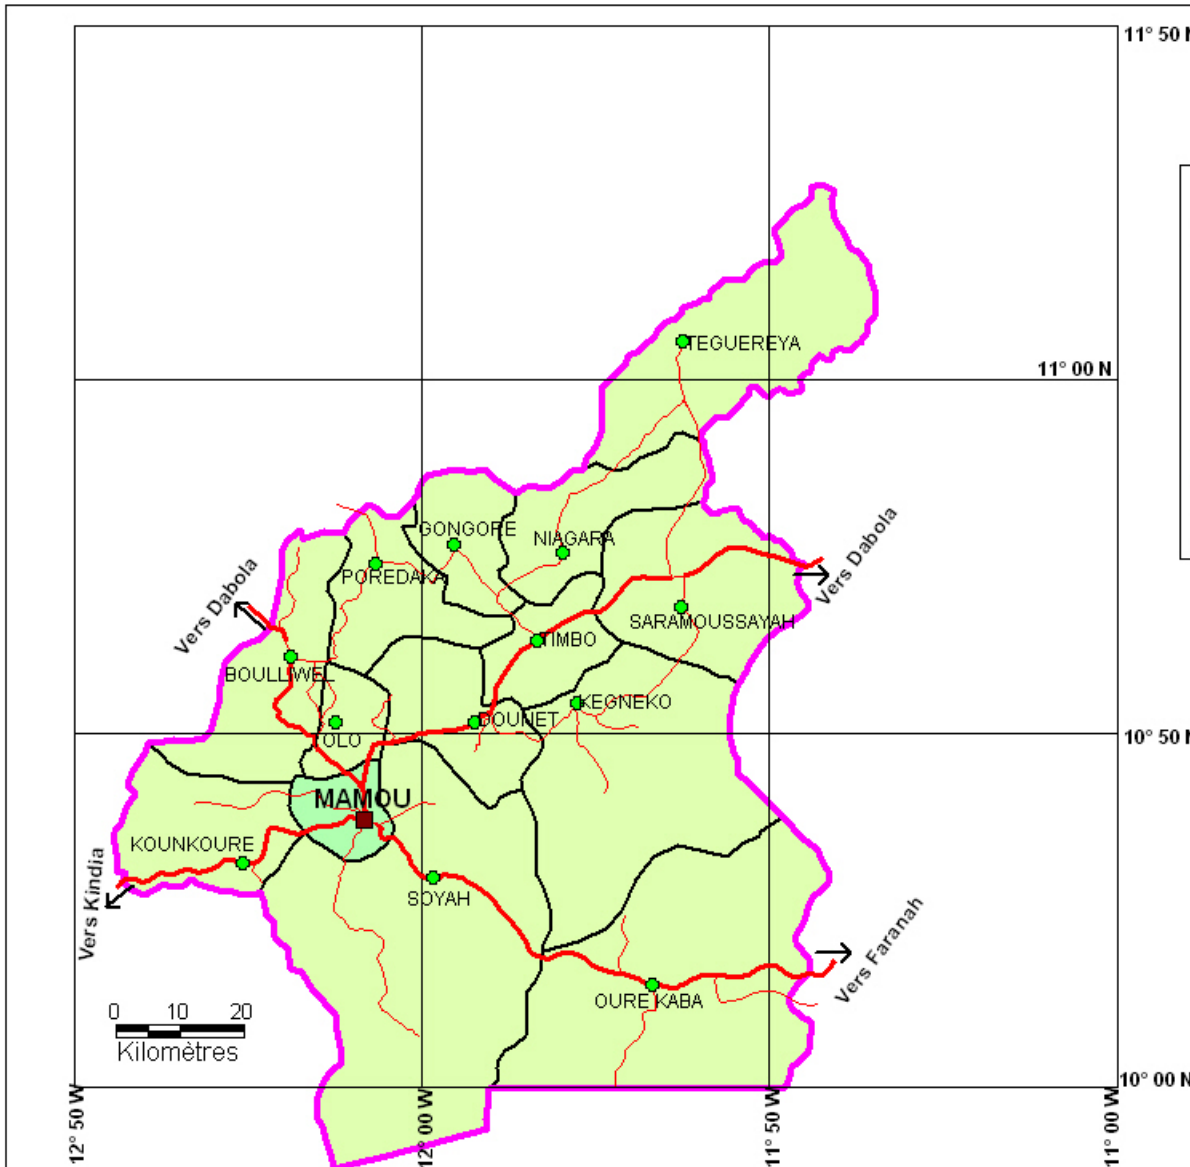 11° 50 N
TEGUEREYA
11° 00 N
GONGORE
NIAGARA
POREDAKA
Vers Dabola
Vers Dabola
SARAMOUSSAYAH
TIMBO
BOULLIWEL
KEGNEKO
DOUNET
TOLO
10° 50 N
MAMOU
KOUNKOURE
Vers Kindia
SOYAH
Vers Faranah
OURE KABA
0 10 20
Kilomètres
10° 00 N
12° 50 W
12° 00 W
11° 50 W
11° 00 W